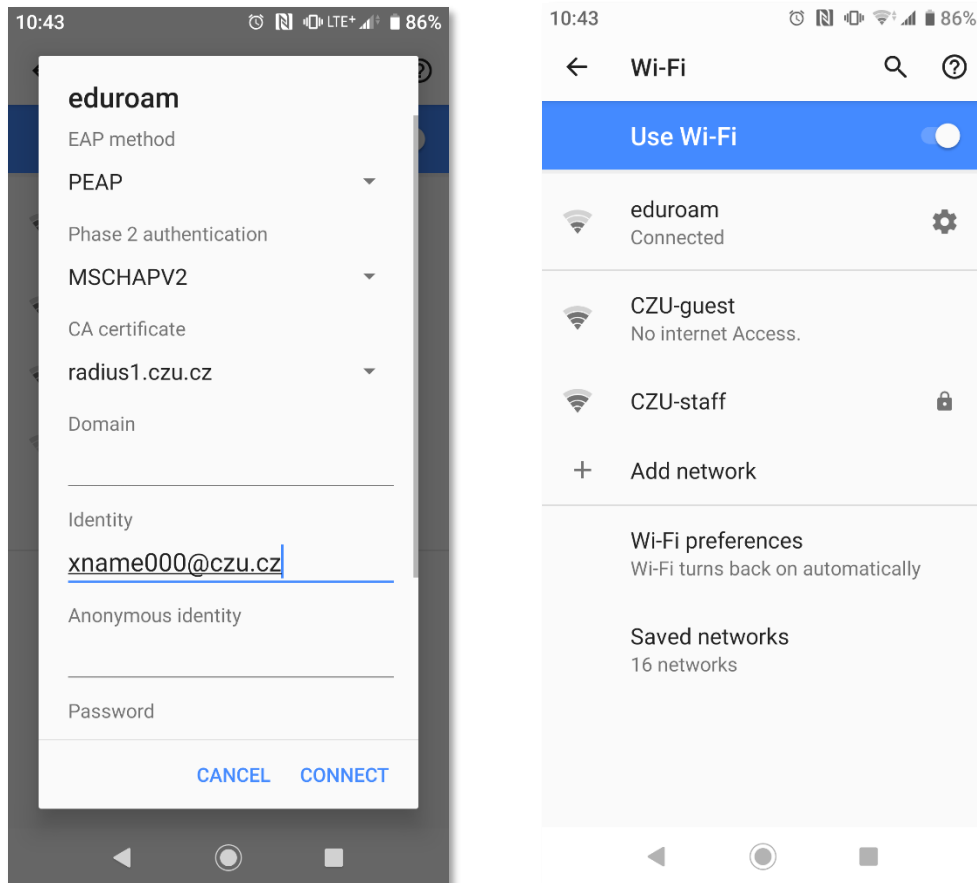 10:43 LTE+ 86%
eduroam
EAP method
PEAP
Phase 2 authentication
MSCHAPV2
CA certificate
radius1.czu.cz
Domain
Identity
xname000@czu.cz
Anonymous identity
Password
CANCEL CONNECT
10:43 86%
Wi-Fi
Use Wi-Fi
eduroam
Connected
CZU-guest
No internet Access.
CZU-staff
Add network
Wi-Fi preferences
Wi-Fi turns back on automatically
Saved networks
16 networks